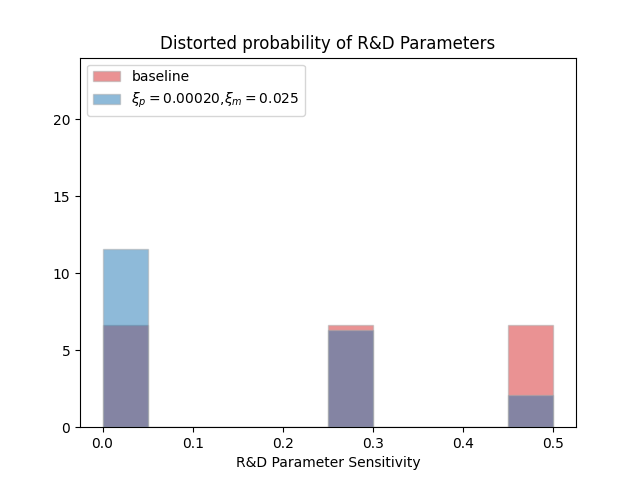 Distorted probability of R&D Parameters
baseline
ξp = 0.00020,ξm = 0.025
20
15
10
5
0
0.0 0.1 0.2 0.3 0.4 0.5
R&D Parameter Sensitivity